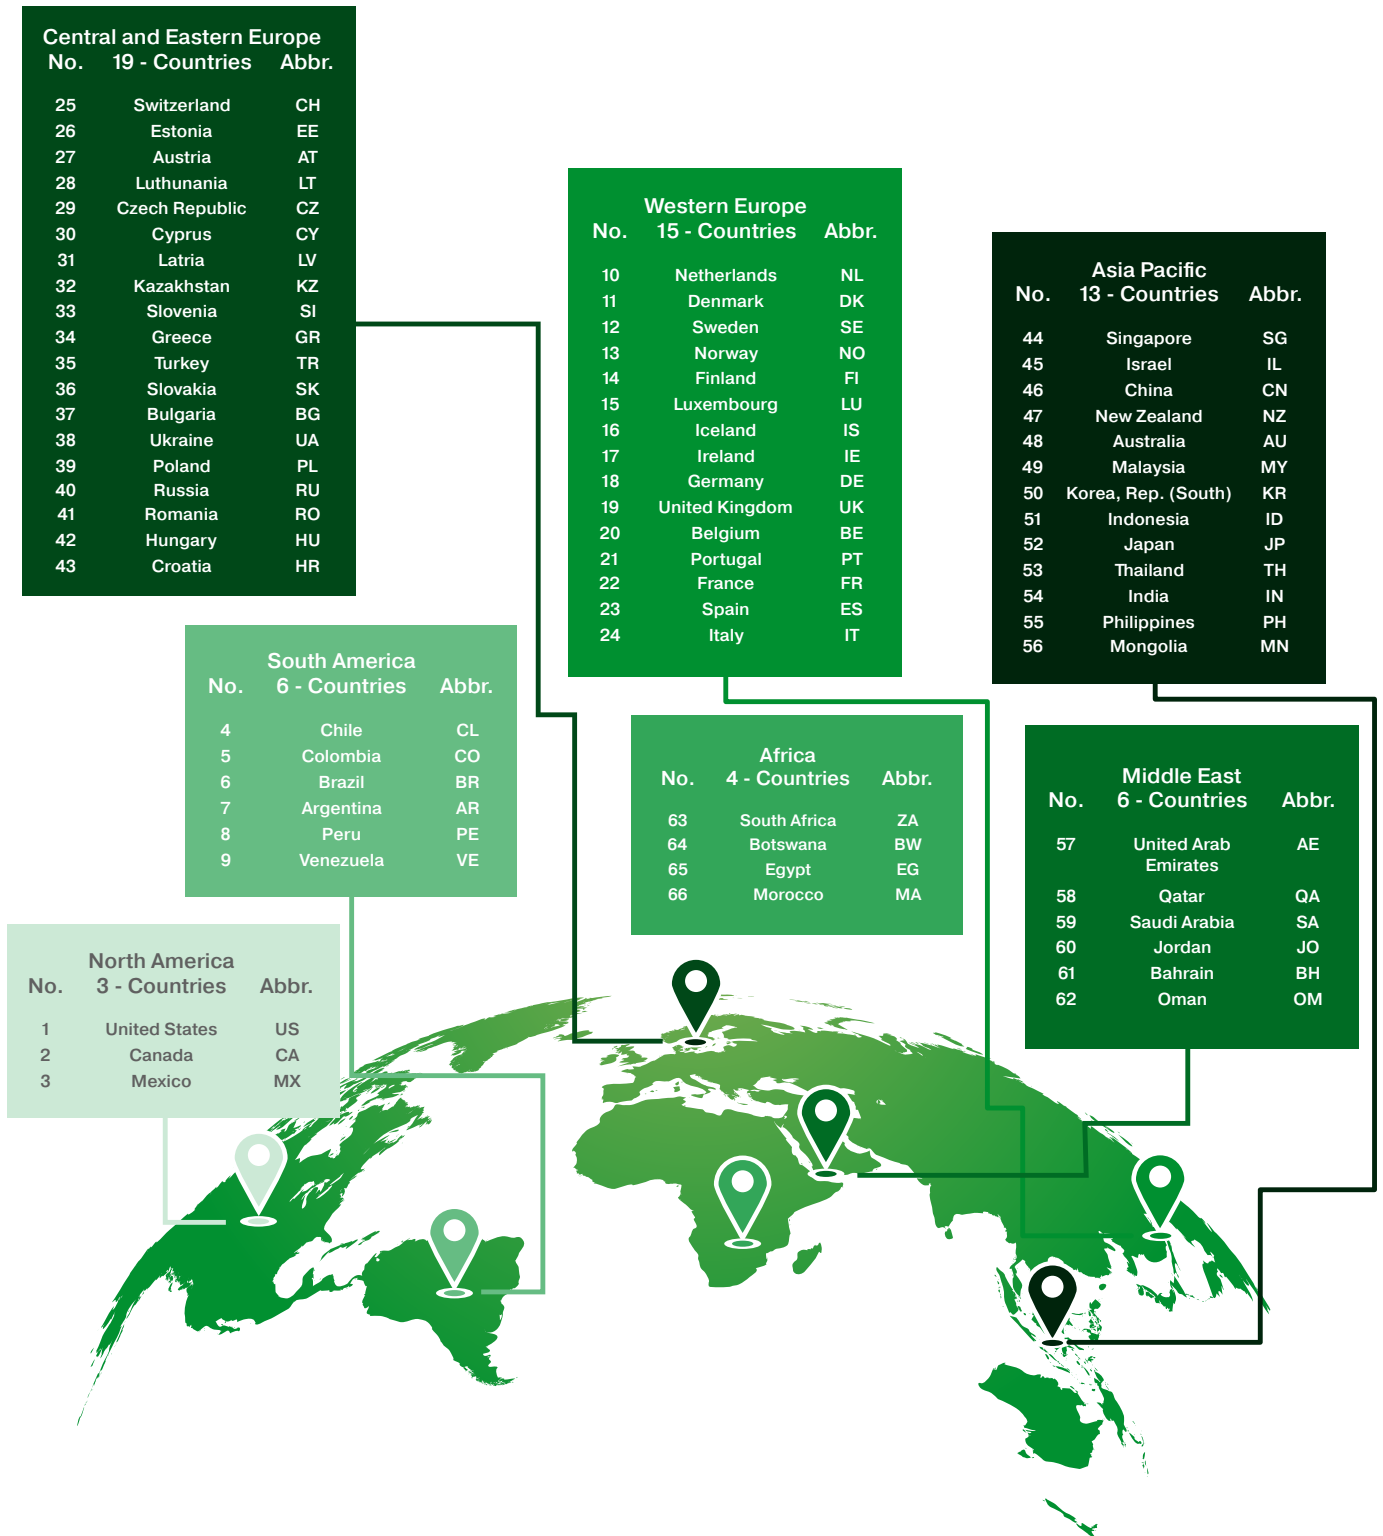 Central and Eastern Europe
No. 19 - Countries Abbr.
25 Switzerland CH
26 Estonia EE
27 Austria AT
28 Luthunania LT
29 Czech Republic CZ
30 Cyprus CY
31 Latria LV
32 Kazakhstan KZ
33 Slovenia SI
34 Greece GR
35 Turkey TR
36 Slovakia SK
37 Bulgaria BG
38 Ukraine UA
39 Poland PL
40 Russia RU
41 Romania RO
42 Hungary HU
43 Croatia HR
Western Europe
No. 15 - Countries Abbr.
10 Netherlands NL
11 Denmark DK
12 Sweden SE
13 Norway NO
14 Finland FI
15 Luxembourg LU
16 Iceland IS
17 Ireland IE
18 Germany DE
19 United Kingdom UK
20 Belgium BE
21 Portugal PT
22 France FR
23 Spain ES
24 Italy IT
Asia Pacific
No. 13 - Countries Abbr.
44 Singapore SG
45 Israel IL
46 China CN
47 New Zealand NZ
48 Australia AU
49 Malaysia MY
50 Korea, Rep. (South) KR
51 Indonesia ID
52 Japan JP
53 Thailand TH
54 India IN
55 Philippines PH
56 Mongolia MN
South America
No. 6 - Countries Abbr.
4 Chile CL
5 Colombia CO
6 Brazil BR
7 Argentina AR
8 Peru PE
9 Venezuela VE
Africa
No. 4 - Countries Abbr.
63 South Africa ZA
64 Botswana BW
65 Egypt EG
66 Morocco MA
Middle East
No. 6 - Countries Abbr.
57 United Arab AE
Emirates
58 Qatar QA
59 Saudi Arabia SA
60 Jordan JO
61 Bahrain BH
62 Oman OM
North America
No. 3 - Countries Abbr.
1 United States US
2 Canada CA
3 Mexico MX